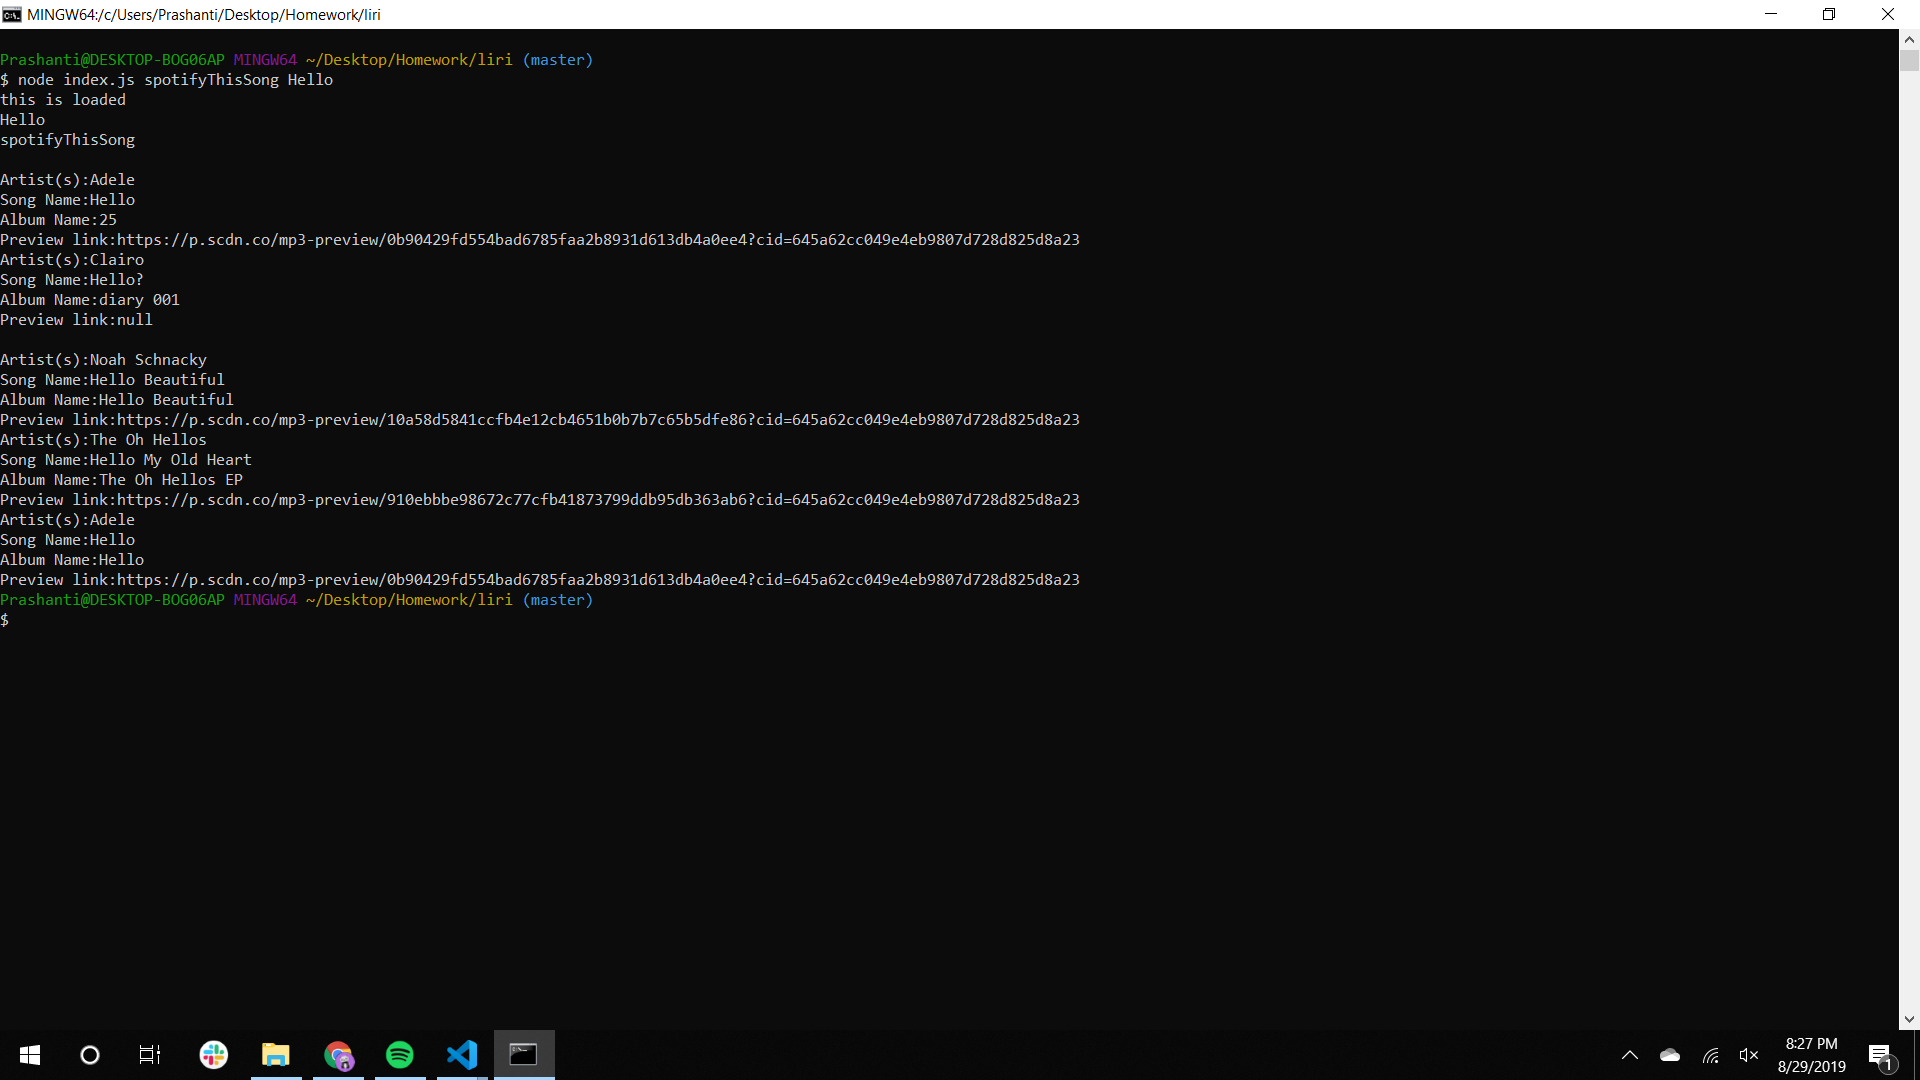 MINGW64:/c/Users/Prashanti/Desktop/Homework/liri
Prashanti@DESKTOP-BOG06AP MINGW64 ~/Desktop/Homework/liri (master)
$ node index.js spotifyThisSong Hello
this is loaded
Hello
spotifyThisSong
Artist(s):Adele
Song Name:Hello
Album Name:25
Preview link:https://p.scdn.co/mp3-preview/0b90429fd554bad6785faa2b8931d613db4a0ee4?cid=645a62cc049e4eb9807d728d825d8a23
Artist(s):Clairo
Song Name:Hello?
Album Name:diary 001
Preview link:null
Artist(s):Noah Schnacky
Song Name:Hello Beautiful
Album Name:Hello Beautiful
Preview link:https://p.scdn.co/mp3-preview/10a58d5841ccfb4e12cb4651b0b7b7c65b5dfe86?cid=645a62cc049e4eb9807d728d825d8a23
Artist(s):The Oh Hellos
Song Name:Hello My Old Heart
Album Name:The Oh Hellos EP
Preview link:https://p.scdn.co/mp3-preview/910ebbbe98672c77cfb41873799ddb95db363ab6?cid=645a62cc049e4eb9807d728d825d8a23
Artist(s):Adele
Song Name:Hello
Album Name:Hello
Preview link:https://p.scdn.co/mp3-preview/0b90429fd554bad6785faa2b8931d613db4a0ee4?cid=645a62cc049e4eb9807d728d825d8a23
Prashanti@DESKTOP-BOG06AP MINGW64 ~/Desktop/Homework/liri (master)
$
8:27 PM
8/29/2019
1